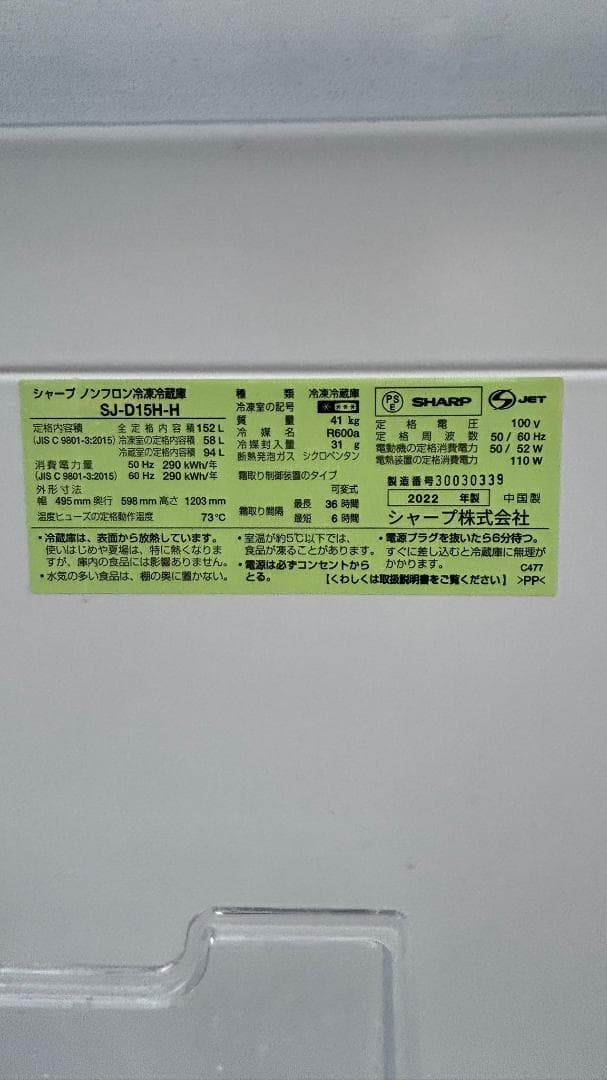 シャープ ノンフロン冷凍冷蔵庫
SJ-D15H-H
定格内容積 全定格内容積 152 L
(JIS C 9801-3:2015) 冷凍室の定格内容積 58 L
冷蔵室の定格内容積 94 L
消費電力量 50 Hz 290 kWh/年
(JIS C 9801-3:2015) 60 Hz 290 kWh/年
外形寸法
幅 495 mm 奥行 598 mm 高さ 1203 mm
温度ヒューズの定格動作温度 73℃
種類 冷凍冷蔵庫
冷凍室の記号 ****
質量 41 kg
冷媒名 R600a
冷媒封入量 31 g
断熱発泡ガス シクロペンタン
霜取り制御装置のタイプ
可変式
霜取り間隔 最長 36 時間
最短 6 時間
PSE SHARP S JET
定格電圧 100 V
定格周波数 50 / 60 Hz
電動機の定格消費電力 50 / 52 W
電熱装置の定格消費電力 110 W
製造番号 30030339
2022 年製 中国製
シャープ株式会社
・冷蔵庫は、表面から放熱しています。
使いはじめや夏場は、特に熱くなりま
すが、庫内の食品には影響ありません。
・水気の多い食品は、棚の奥に置かない。
・室温が約5℃以下では、
食品が凍ることがあります。
・電源は必ずコンセントから
とる。
・電源プラグを抜いたら6分待つ。
すぐに差し込むと冷蔵庫に無理が
かかります。 C477
【くわしくは取扱説明書をご覧ください】 >PP<